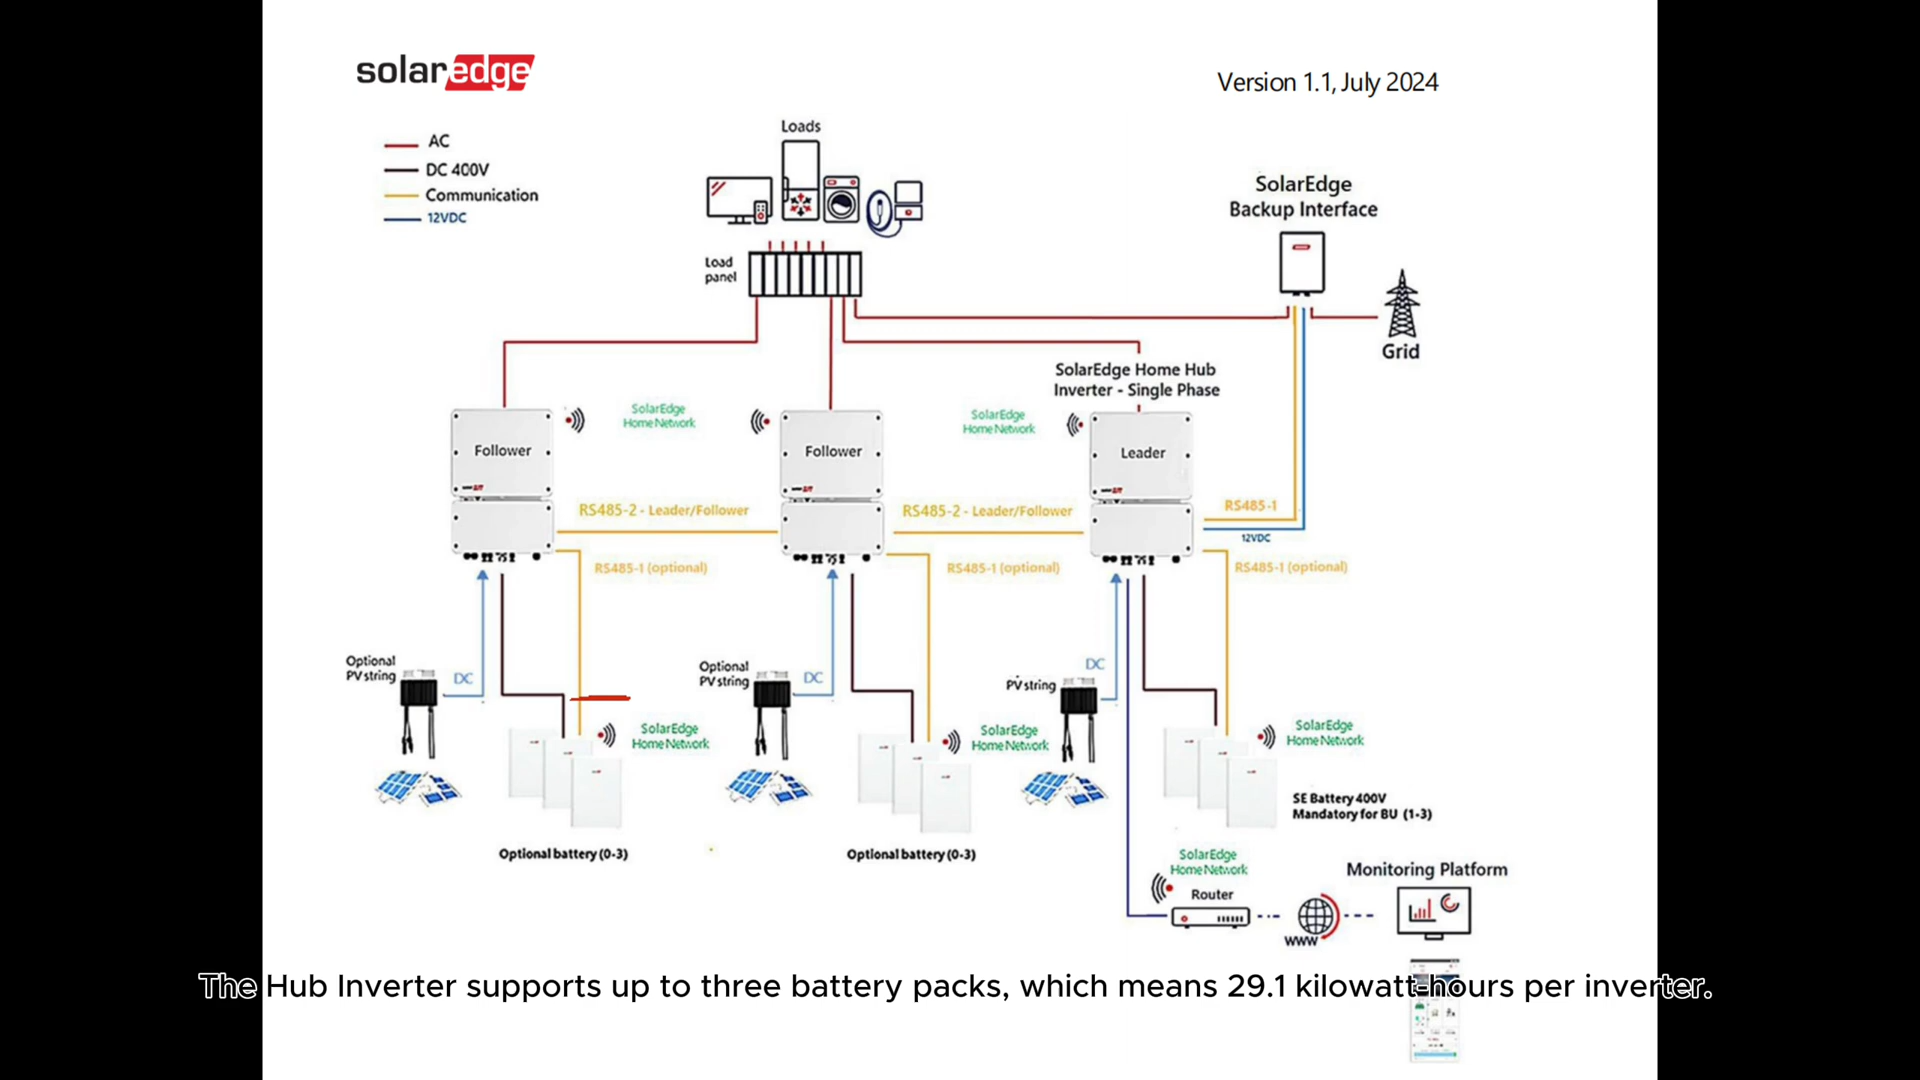 solaredge
Version 1.1, July 2024
AC
DC 400V
Communication
12VDC
Loads
Load
panel
SolarEdge
Backup Interface
Grid
SolarEdge Home Hub
Inverter - Single Phase
SolarEdge
Home Network
SolarEdge
Home Network
Follower
Follower
Leader
RS485-2 - Leader/Follower
RS485-2 - Leader/Follower
RS485-1
12VDC
RS485-1 (optional)
RS485-1 (optional)
RS485-1 (optional)
Optional
PV string
DC
Optional
PV string
DC
PV string
DC
SolarEdge
Home Network
SolarEdge
Home Network
SolarEdge
Home Network
SE Battery 400V
Mandatory for BU (1-3)
Optional battery (0-3)
Optional battery (0-3)
SolarEdge
Home Network
Router
WWW
Monitoring Platform
The Hub Inverter supports up to three battery packs, which means 29.1 kilowatt-hours per inverter.